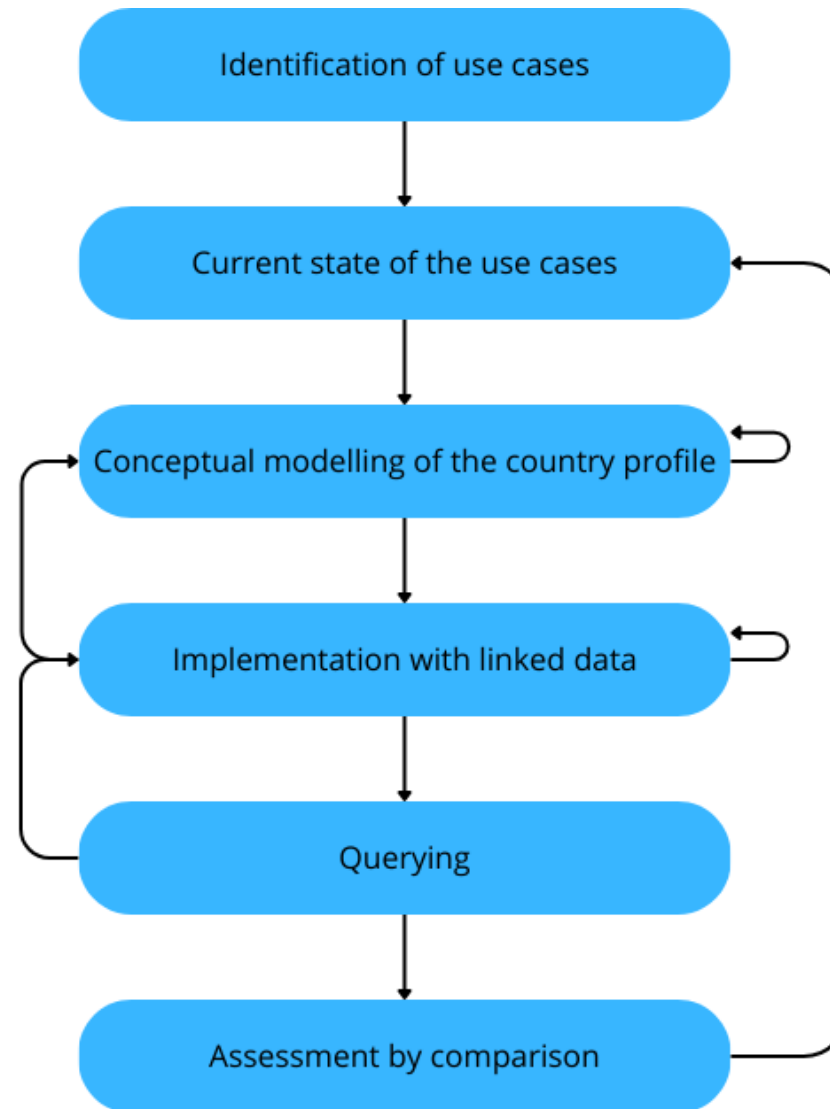 Identification of use cases
Current state of the use cases
Conceptual modelling of the country profile
Implementation with linked data
Querying
Assessment by comparison